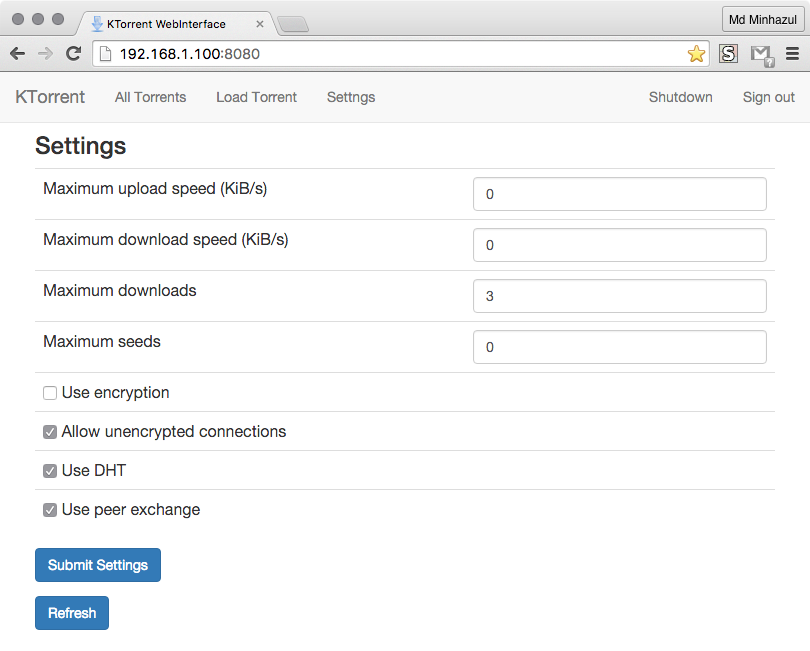 KTorrent WebInterface
Md Minhazul
192.168.1.100:8080
KTorrent All Torrents Load Torrent Settngs Shutdown Sign out
Settings
Maximum upload speed (KiB/s) 0
Maximum download speed (KiB/s) 0
Maximum downloads 3
Maximum seeds 0
Use encryption
Allow unencrypted connections
Use DHT
Use peer exchange
Submit Settings
Refresh